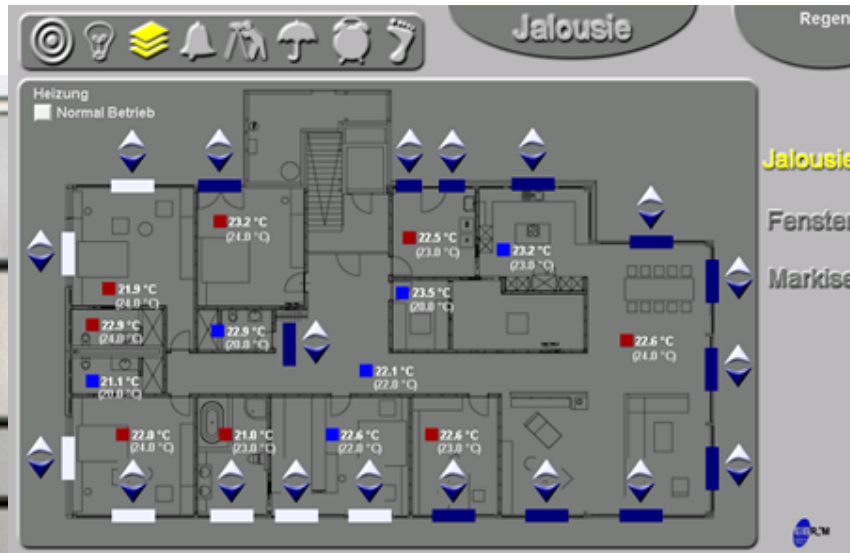 Jalousie
Regen
Heizung
Normal Betrieb
Jalousie
Fenster
Markise
23.2 °C
(24.0 °C)
22.5 °C
(23.0 °C)
23.2 °C
(23.0 °C)
21.9 °C
(24.0 °C)
23.5 °C
(20.0 °C)
22.9 °C
(24.0 °C)
22.9 °C
(20.0 °C)
22.6 °C
(24.0 °C)
21.1 °C
(20.0 °C)
22.1 °C
(22.0 °C)
22.0 °C
(24.0 °C)
21.0 °C
(23.0 °C)
22.6 °C
(22.0 °C)
22.6 °C
(23.0 °C)